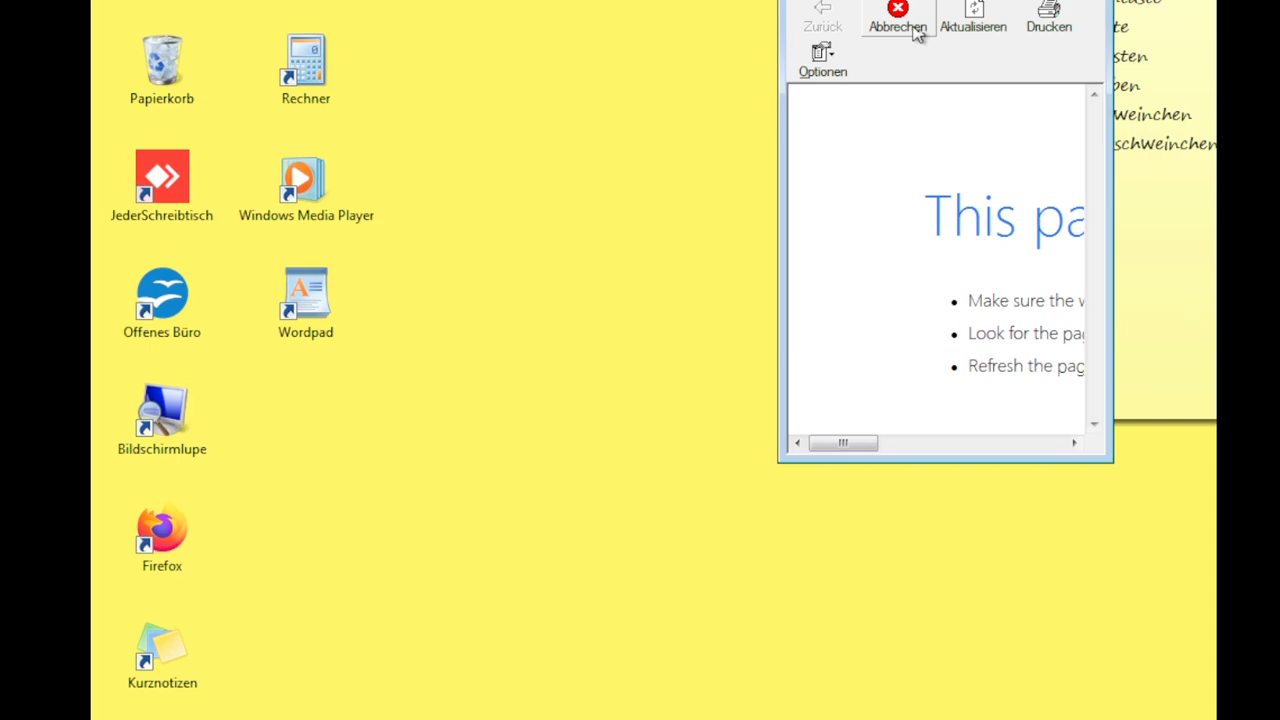 Papierkorb
Rechner
JederSchreibtisch
Windows Media Player
Offenes Büro
Wordpad
Bildschirmlupe
Firefox
Kurznotizen
Zurück
Abbrechen
Aktualisieren
Drucken
Optionen
This pa
Make sure the w
Look for the pag
Refresh the pag
te
sten
ben
weinchen
schweinchen